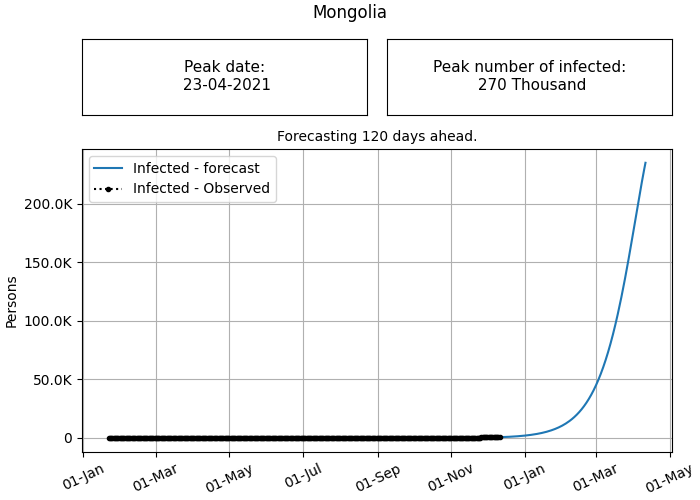 Mongolia
Peak date:
23-04-2021
Peak number of infected:
270 Thousand
Forecasting 120 days ahead.
Infected - forecast
Infected - Observed
Persons
200.0K
150.0K
100.0K
50.0K
0
01-Jan
01-Mar
01-May
01-Jul
01-Sep
01-Nov
01-Jan
01-Mar
01-May